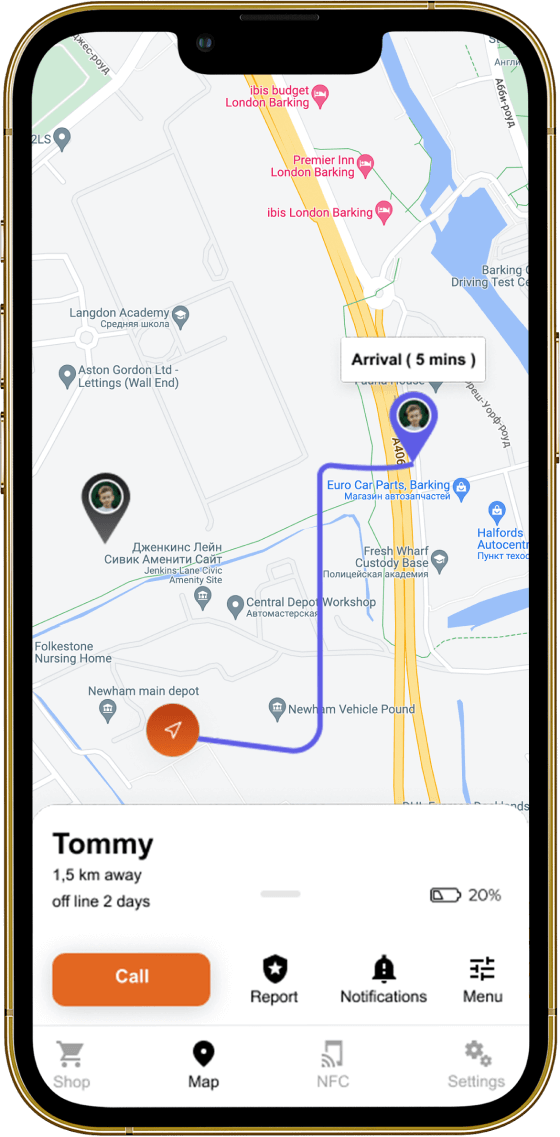 джес-роуд
Англи
Абби-роуд
ibis budget
London Barking
2LS
Premier Inn
London Barking
ibis London Barking
Barking
Driving Test Ce
Langdon Academy
Средняя школа
Arrival ( 5 mins )
Aston Gordon Ltd -
Lettings (Wall End)
реш-Уорф-роуд
A406
Euro Car Parts, Barking
Магазин автозапчастей
Halfords
Autocentr
Пункт техос
Дженкинс Лейн
Сивик Аменити Сайт
Jenkins Lane Civic
Amenity Site
Fresh Wharf
Custody Base
Полицейская академия
Central Depot Workshop
Автомастерская
Folkestone
Nursing Home
Newham main depot
Newham Vehicle Pound
Tommy
1,5 km away
off line 2 days
20%
Call
Report
Notifications
Menu
Shop
Map
NFC
Settings